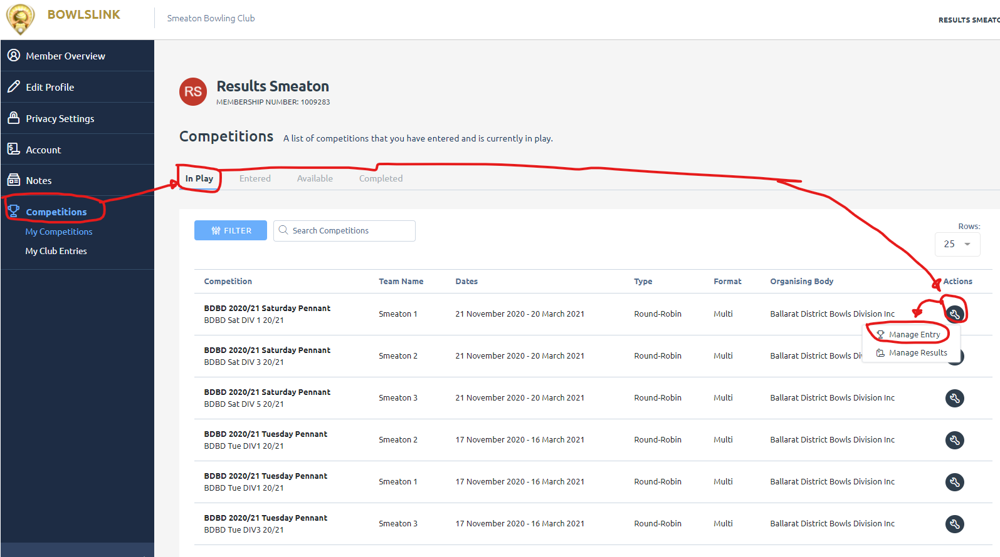 BOWLSLINK
Smeaton Bowling Club
RESULTS SMEATO
Member Overview
Edit Profile
Privacy Settings
Account
Notes
Competitions
My Competitions
My Club Entries
RS
Results Smeaton
MEMBERSHIP NUMBER: 1009283
Competitions A list of competitions that you have entered and is currently in play.
In Play Entered Available Completed
FILTER Search Competitions
Rows:
25
Competition Team Name Dates Type Format Organising Body Actions
BDBD 2020/21 Saturday Pennant
BDBD Sat DIV 1 20/21
Smeaton 1 21 November 2020 - 20 March 2021 Round-Robin Multi Ballarat District Bowls Division Inc
Manage Entry
Manage Results
BDBD 2020/21 Saturday Pennant
BDBD Sat DIV 3 20/21
Smeaton 2 21 November 2020 - 20 March 2021 Round-Robin Multi Ballarat District Bowls Divi
BDBD 2020/21 Saturday Pennant
BDBD Sat DIV 5 20/21
Smeaton 3 21 November 2020 - 20 March 2021 Round-Robin Multi Ballarat District Bowls Division Inc
BDBD 2020/21 Tuesday Pennant
BDBD Tue DIV1 20/21
Smeaton 2 17 November 2020 - 16 March 2021 Round-Robin Multi Ballarat District Bowls Division Inc
BDBD 2020/21 Tuesday Pennant
BDBD Tue DIV1 20/21
Smeaton 1 17 November 2020 - 16 March 2021 Round-Robin Multi Ballarat District Bowls Division Inc
BDBD 2020/21 Tuesday Pennant
BDBD Tue DIV3 20/21
Smeaton 3 17 November 2020 - 16 March 2021 Round-Robin Multi Ballarat District Bowls Division Inc